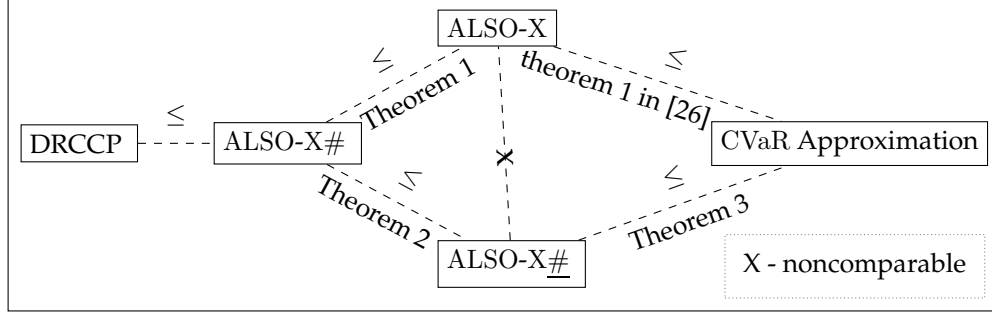 ALSO-X
≤
≤
Theorem 1
theorem 1 in [26]
DRCCP
≤
ALSO-X#
x
CVaR Approximation
≤
≤
Theorem 2
Theorem 3
ALSO-X#
X - noncomparable